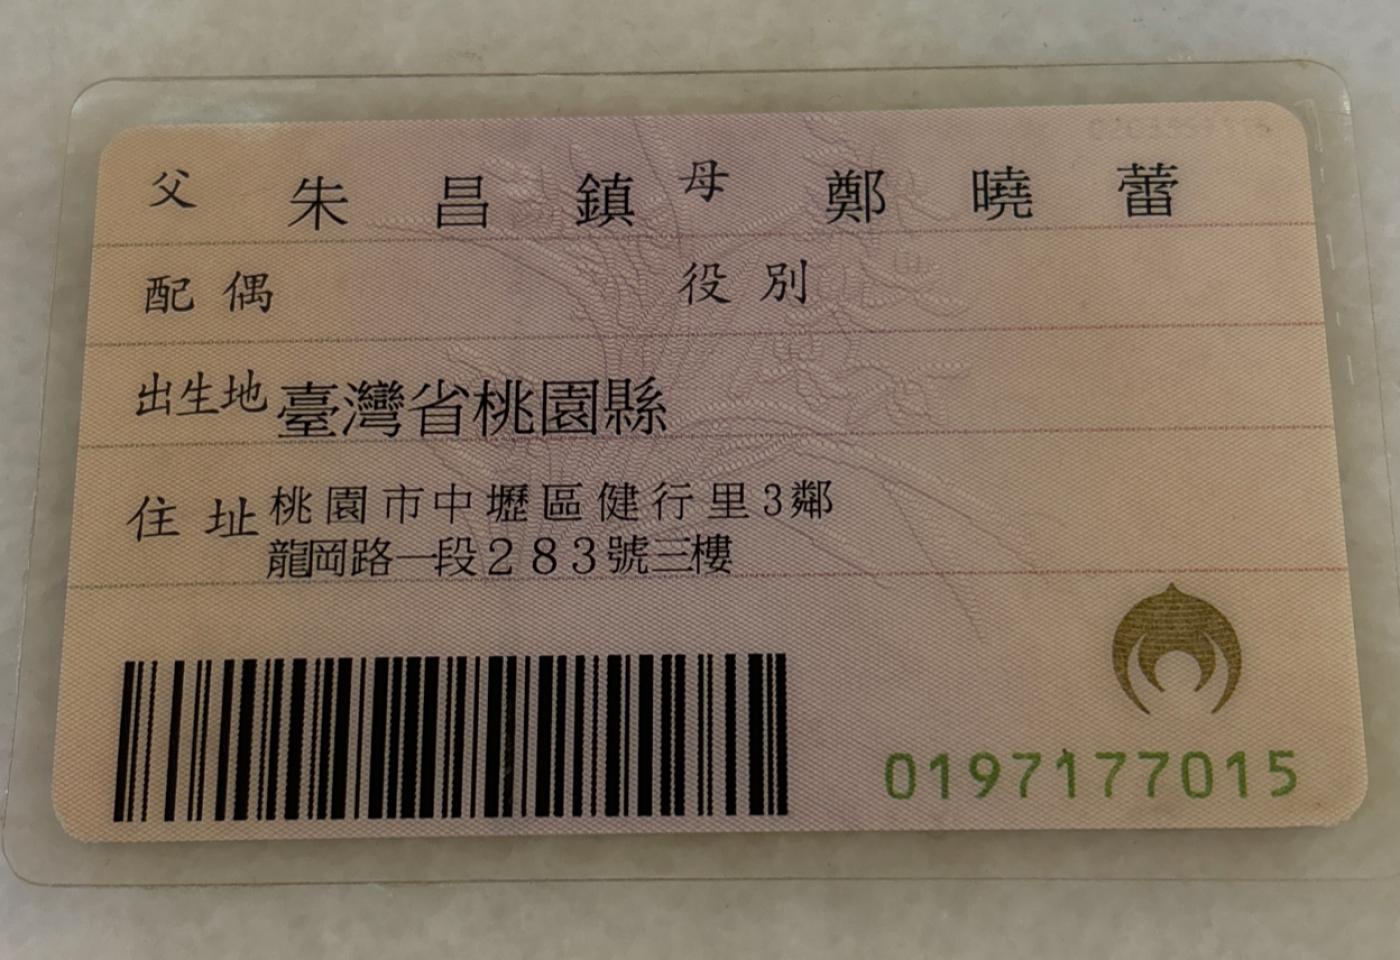 父 朱昌鎮 母 鄭曉蕾
配偶 役別
出生地 臺灣省桃園縣
住址 桃園市中壢區健行里3鄰
龍岡路一段283號三樓
0197177015